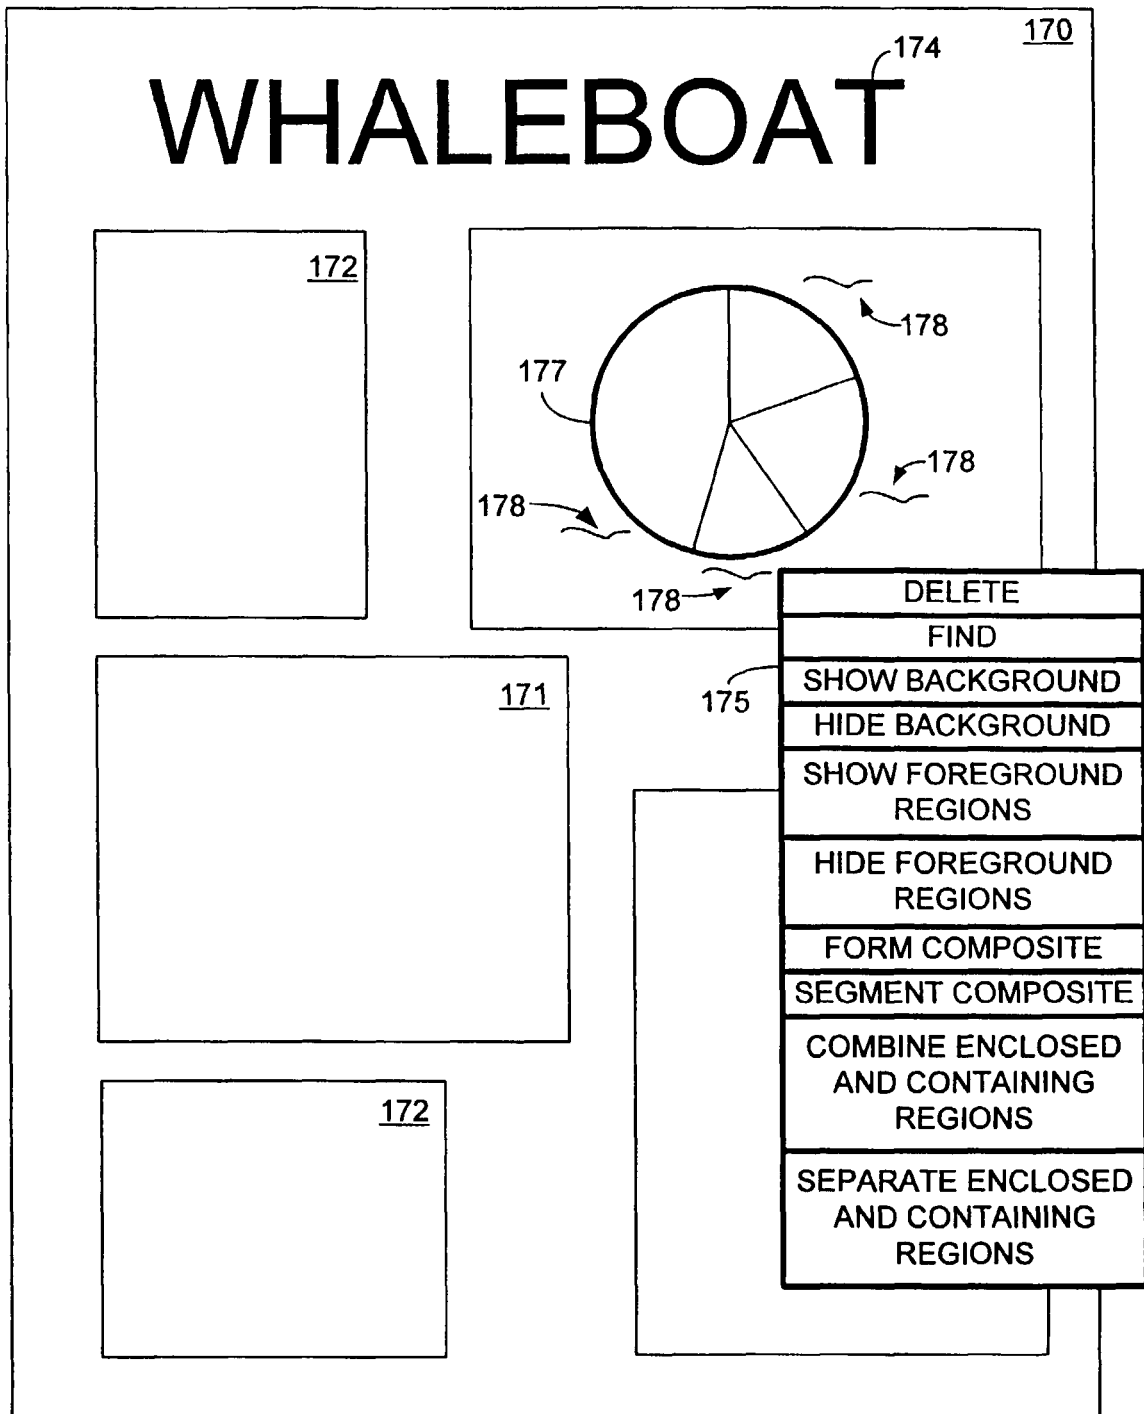 170
174
WHALEBOAT
172
178
177
178
178
178
DELETE
FIND
175
SHOW BACKGROUND
HIDE BACKGROUND
SHOW FOREGROUND
REGIONS
HIDE FOREGROUND
REGIONS
FORM COMPOSITE
SEGMENT COMPOSITE
COMBINE ENCLOSED
AND CONTAINING
REGIONS
SEPARATE ENCLOSED
AND CONTAINING
REGIONS
171
172